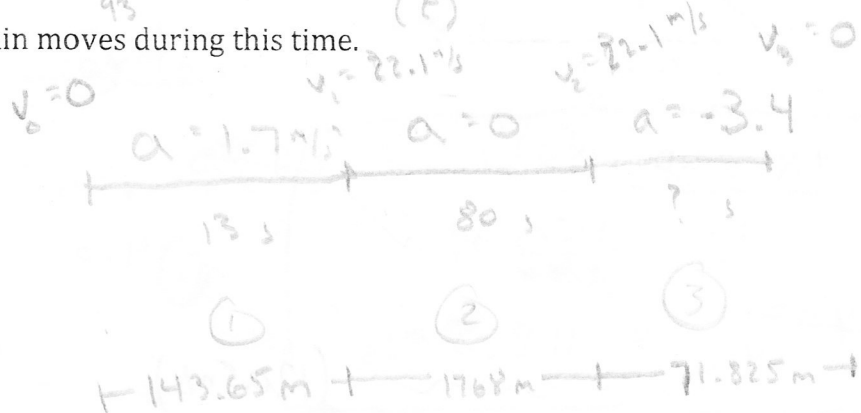 93 (t)
in moves during this time.
v₀=0 v₁=22.1 m/s v₂=22.1 m/s v₃=0
a=1.7 m/s² a=0 a=-3.4
13 s 80 s ? s
① ② ③
143.65 m 1768 m 71.825 m